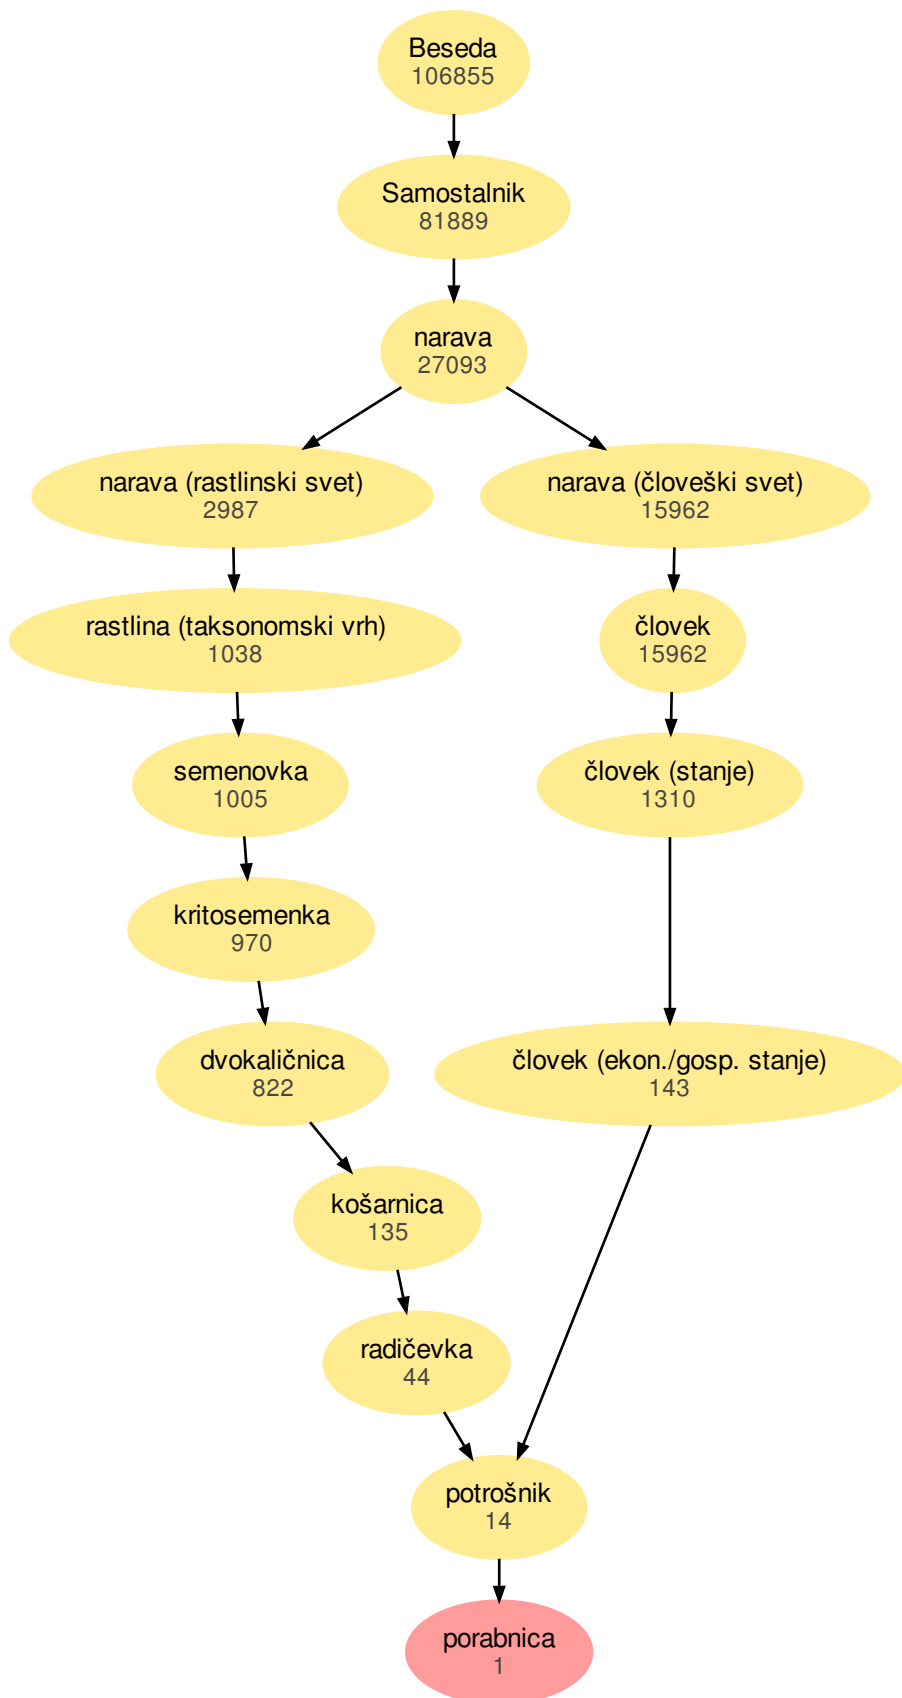 Beseda
106855
Samostalnik
81889
narava
27093
narava (rastlinski svet)
2987
narava (človeški svet)
15962
rastlina (taksonomski vrh)
1038
človek
15962
semenovka
1005
človek (stanje)
1310
kritosemenka
970
dvokaličnica
822
človek (ekon./gosp. stanje)
143
košarnica
135
radičevka
44
potrošnik
14
porabnica
1